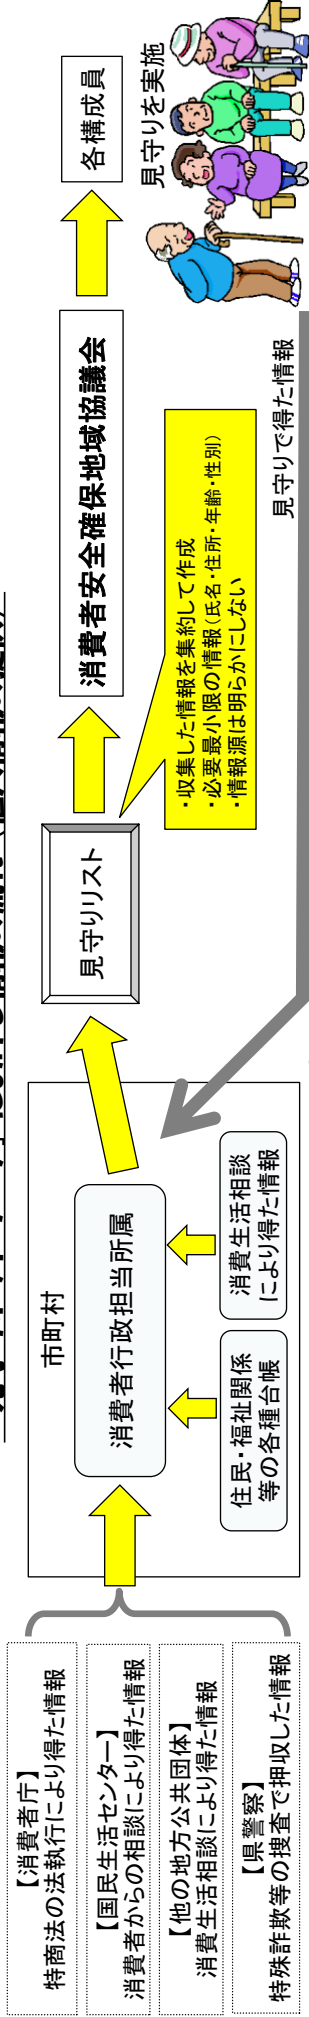 【消費者庁】
特商法の法執行により得た情報
【国民生活センター】
消費者からの相談により得た情報
【他の地方公共団体】
消費生活相談により得た情報
【県警察】
特殊詐欺等の捜査で押収した情報
市町村
消費者行政担当所属
住民・福祉関係
等の各種台帳
消費生活相談
により得た情報
見守りリスト
・収集した情報を集約して作成
・必要最小限の情報（氏名・住所・年齢・性別）
・情報源は明らかにしない
消費者安全確保地域協議会
各構成員
見守りを実施
見守りで得た情報